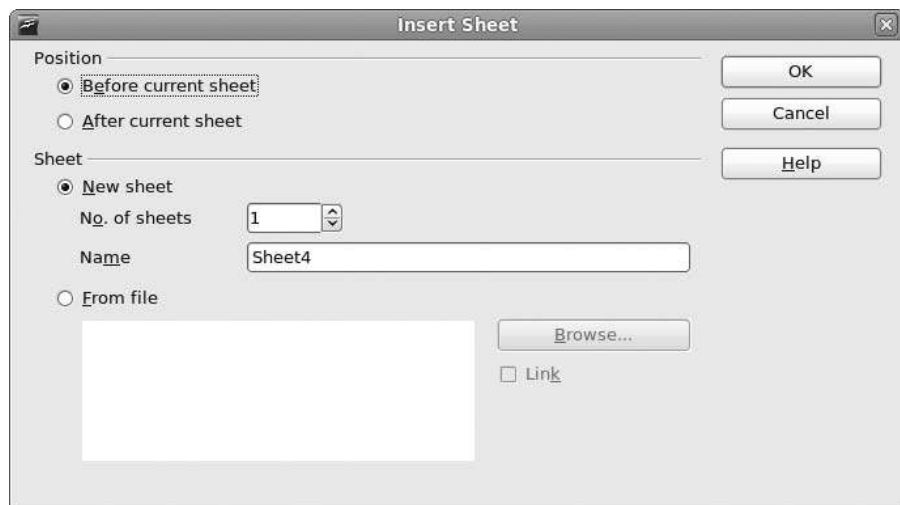 Insert Sheet
Position
Before current sheet
After current sheet
OK
Cancel
Help
Sheet
New sheet
No. of sheets 1
Name Sheet4
From file
Browse...
Link